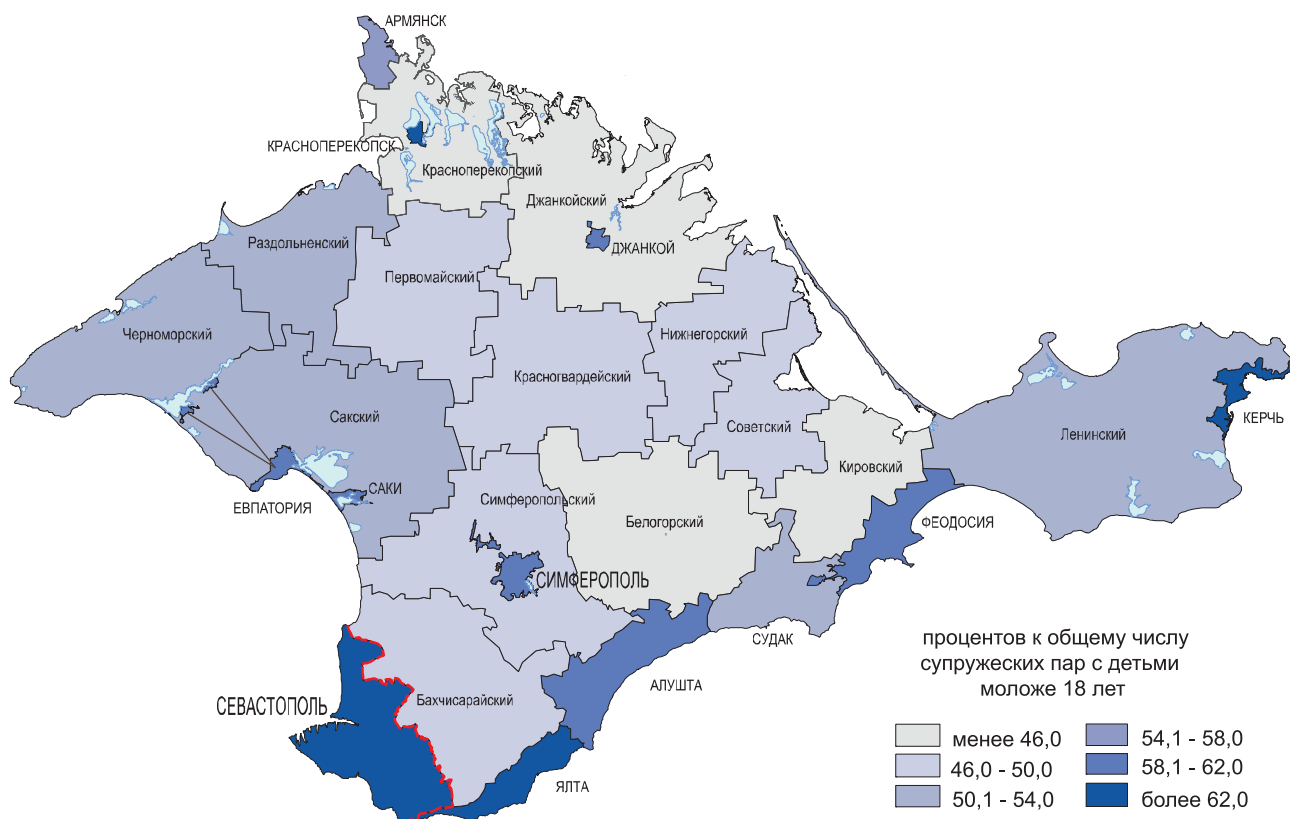 АРМЯНСК
КРАСНОПЕРЕКОПСК
Красноперекопский
Джанкойский
ДЖАНКОЙ
Раздольненский
Первомайский
Черноморский
Нижнегорский
Красногвардейский
Сакский
Советский
Ленинский
КЕРЧЬ
Кировский
ЕВПАТОРИЯ
САКИ
Симферопольский
Белогорский
ФЕОДОСИЯ
СИМФЕРОПОЛЬ
СУДАК
АЛУШТА
Бахчисарайский
СЕВАСТОПОЛЬ
ЯЛТА
процентов к общему числу
супружеских пар с детьми
моложе 18 лет
менее 46,0
46,0 - 50,0
50,1 - 54,0
54,1 - 58,0
58,1 - 62,0
более 62,0